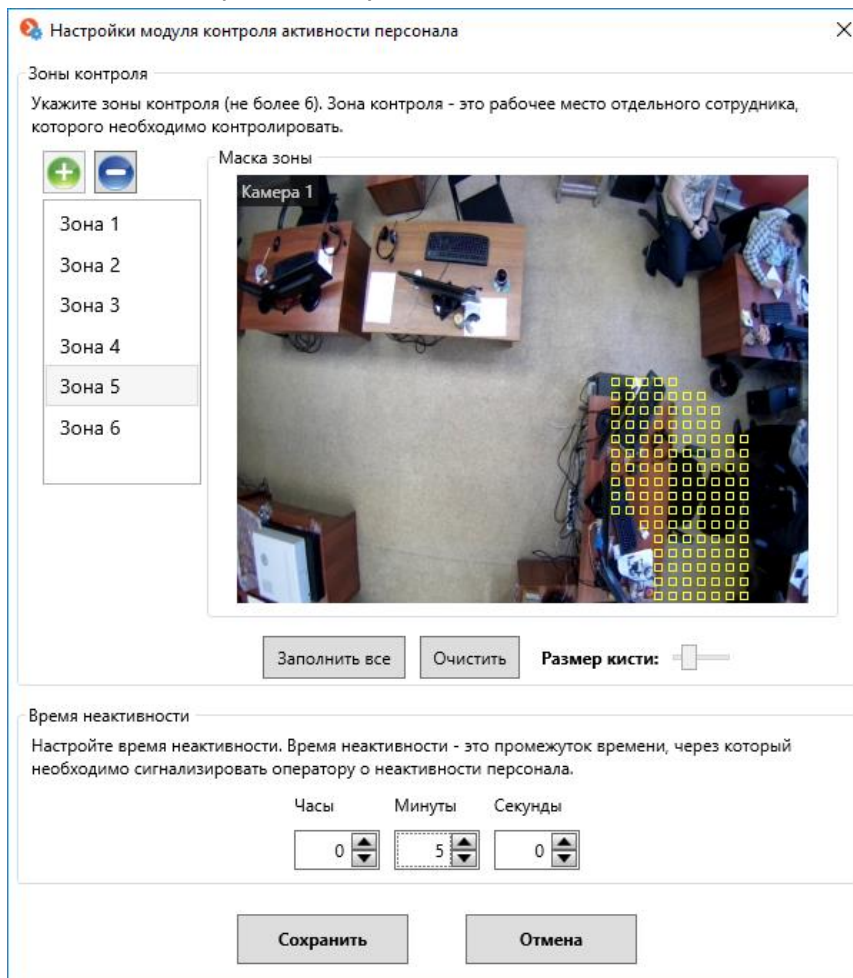 Настройки модуля контроля активности персонала
Зоны контроля
Укажите зоны контроля (не более 6). Зона контроля - это рабочее место отдельного сотрудника,
которого необходимо контролировать.
Маска зоны
Камера 1
Зона 1
Зона 2
Зона 3
Зона 4
Зона 5
Зона 6
Заполнить все
Очистить
Размер кисти:
Время неактивности
Настройте время неактивности. Время неактивности - это промежуток времени, через который
необходимо сигнализировать оператору о неактивности персонала.
Часы Минуты Секунды
0 5 0
Сохранить
Отмена